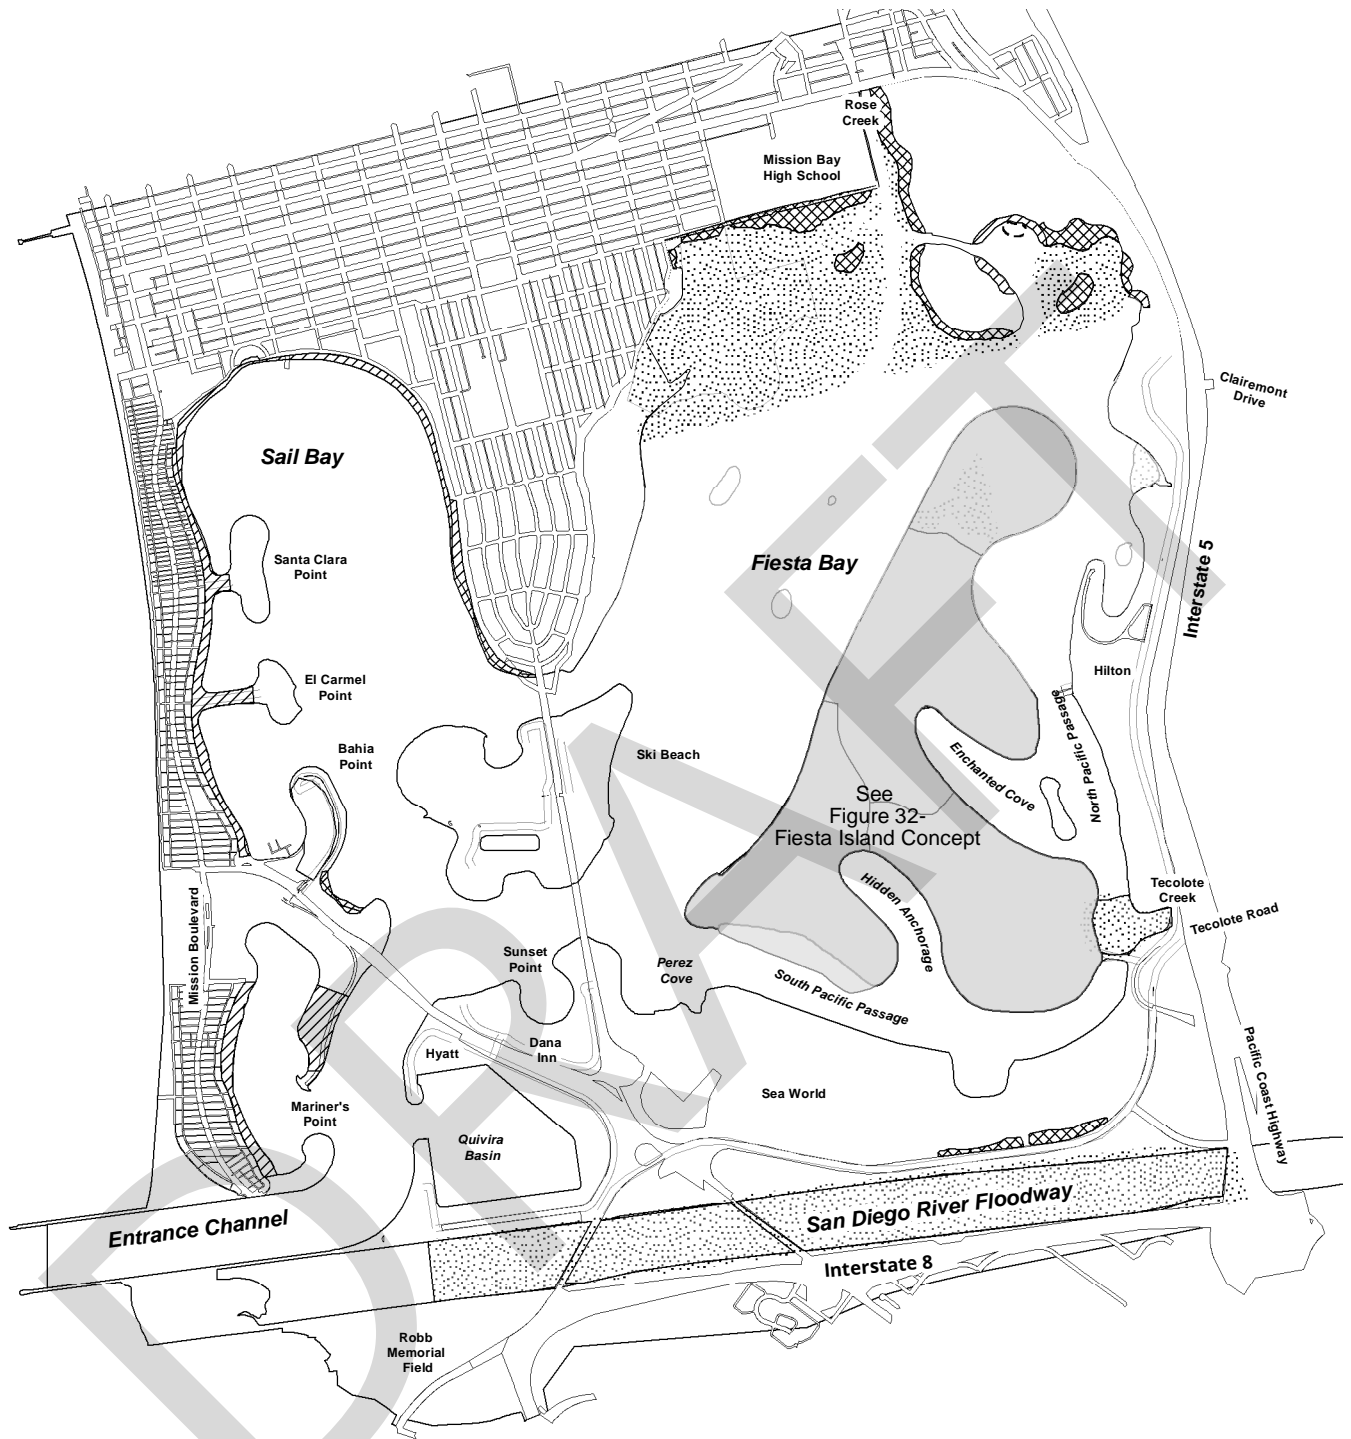 Rose
Creek
Mission Bay
High School
Clairemont
Drive
Sail Bay
Santa Clara
Point
Fiesta Bay
Interstate 5
El Carmel
Point
Hilton
Bahia
Point
Ski Beach
Enchanted Cove
North Pacific Passage
See
Figure 32-
Fiesta Island Concept
Hidden Anchorage
Tecolote
Creek
Tecolote Road
Mission Boulevard
Sunset
Point
Perez
Cove
South Pacific Passage
Hyatt
Dana
Inn
Sea World
Pacific Coast Highway
Mariner's
Point
Quivira
Basin
Entrance Channel
San Diego River Floodway
Interstate 8
Robb
Memorial
Field
DRAFT